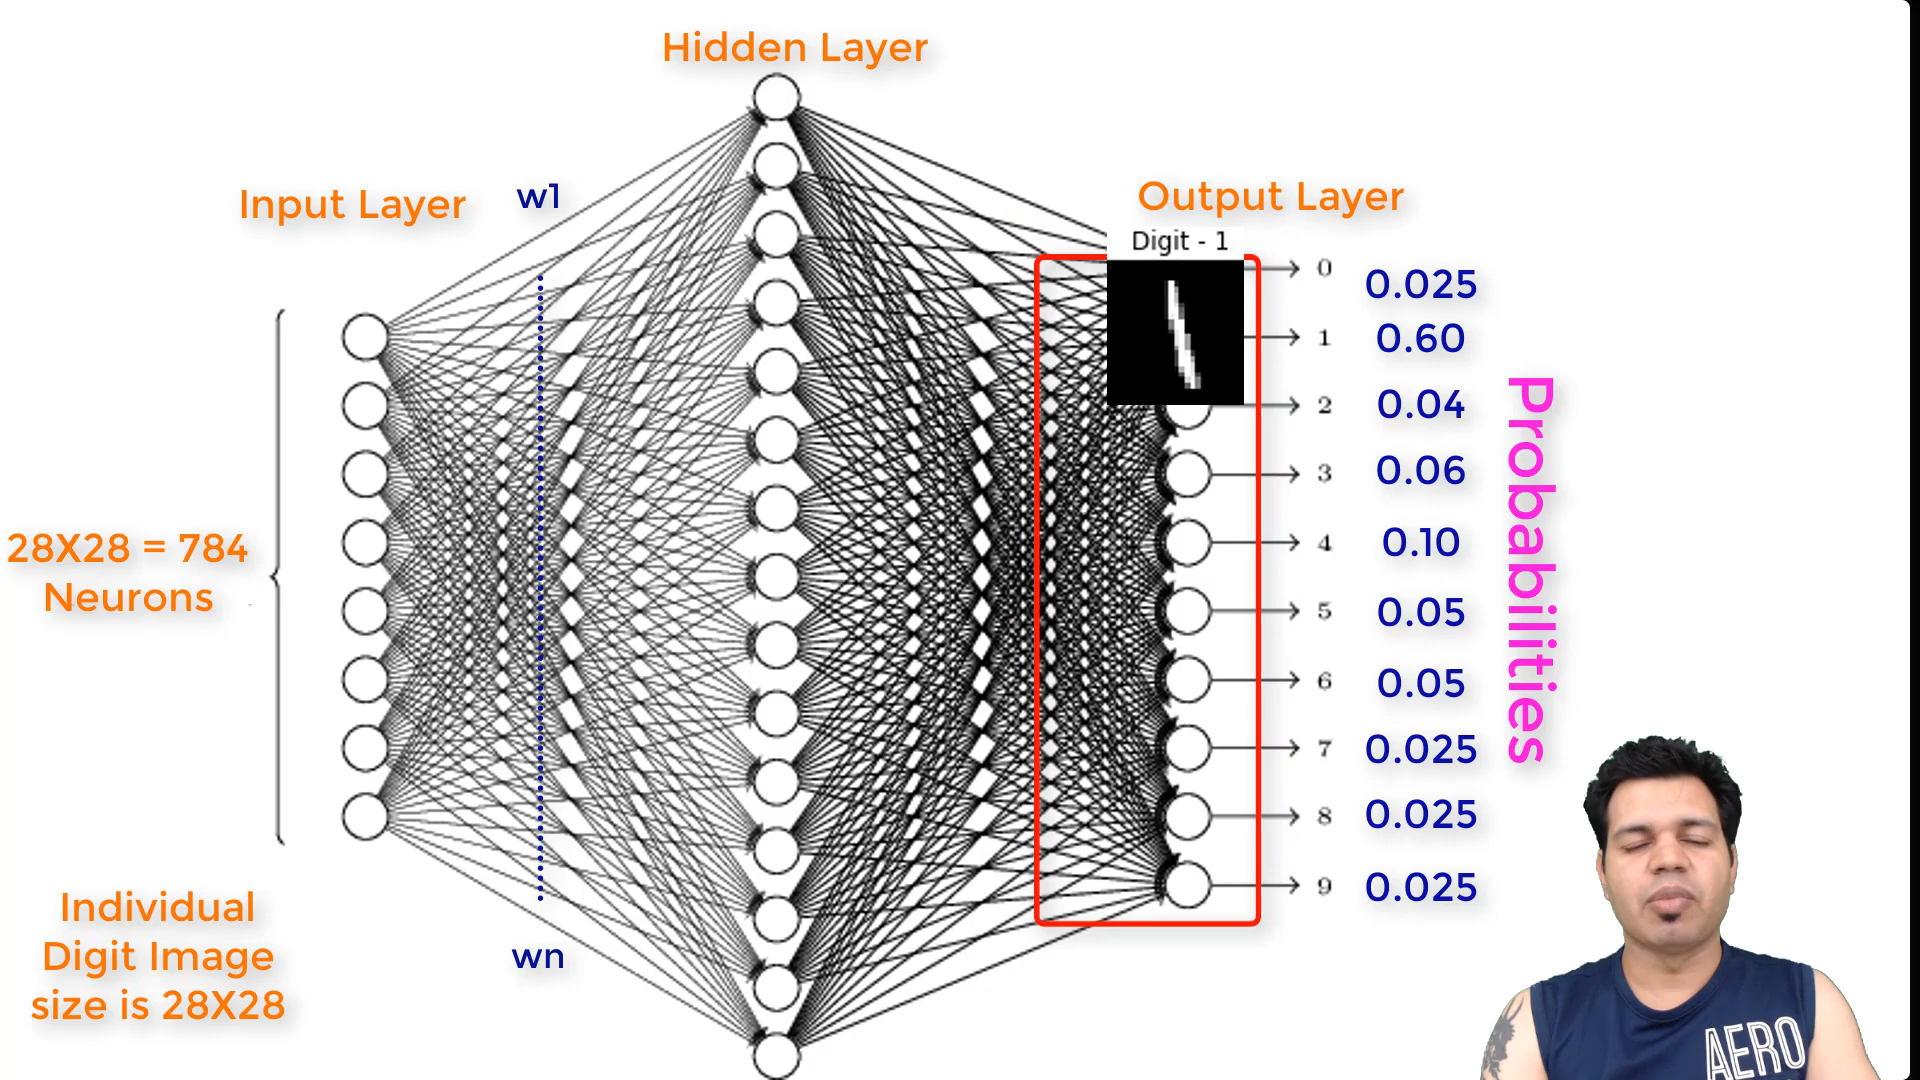 Hidden Layer
Input Layer
w1
Output Layer
Digit - 1
0 0.025
1 0.60
2 0.04
3 0.06
4 0.10
5 0.05
6 0.05
7 0.025
8 0.025
9 0.025
Probabilities
28X28 = 784
Neurons
Individual
Digit Image
size is 28X28
wn
AERO